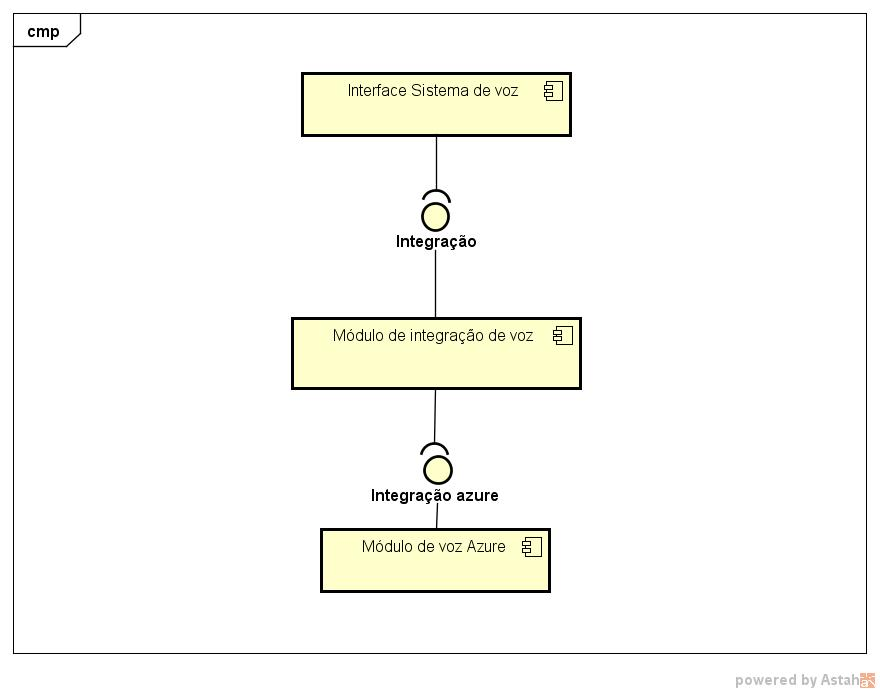 cmp
Interface Sistema de voz
Integração
Módulo de integração de voz
Integração azure
Módulo de voz Azure
powered by Astah